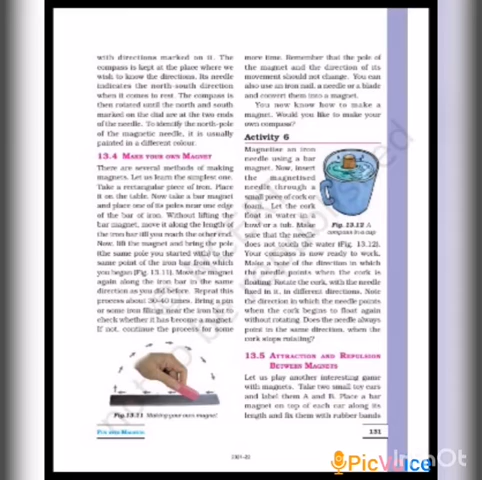 with directions marked on it. The
compass is kept at the place where we
wish to know the directions. Its needle
indicates the north-south direction
when it comes to rest. The compass is
then rotated until the north and south
marked on the dial are at the two ends
of the needle. To identify the north-pole
of the magnetic needle, it is usually
painted in a different colour.
13.4 MAKE YOUR OWN MAGNET
There are several methods of making
magnets. Let us learn the simplest one.
Take a rectangular piece of iron. Place
it on the table. Now take a bar magnet
and place one of its poles near one edge
of the bar of iron. Without lifting the
bar magnet, move it along the length of
the iron bar till you reach the other end.
Now, lift the magnet and bring the pole
(the same pole you started with) to the
same point of the iron bar from which
you began (Fig. 13.11). Move the magnet
again along the iron bar in the same
direction as you did before. Repeat this
process about 30-40 times. Bring a pin
or some iron filings near the iron bar to
check whether it has become a magnet.
If not, continue the process for some
Fig.13.11 Making your own magnet
FUN WITH MAGNETS
more time. Remember that the pole of
the magnet and the direction of its
movement should not change. You can
also use an iron nail, a needle or a blade
and convert them into a magnet.
You now know how to make a
magnet. Would you like to make your
own compass?
Activity 6
Magnetise an iron
needle using a bar
magnet. Now, insert
the magnetised
needle through a
small piece of cork or
foam. Let the cork
float in water in a
bowl or a tub. Make
sure that the needle
Fig.13.12 A
compass in a cup
does not touch the water (Fig. 13.12).
Your compass is now ready to work.
Make a note of the direction in which
the needle points when the cork is
floating. Rotate the cork, with the needle
fixed in it, in different directions. Note
the direction in which the needle points
when the cork begins to float again
without rotating. Does the needle always
point in the same direction, when the
cork stops rotating?
13.5 ATTRACTION AND REPULSION
BETWEEN MAGNETS
Let us play another interesting game
with magnets. Take two small toy cars
and label them A and B. Place a bar
magnet on top of each car along its
length and fix them with rubber bands
131
PicVoice